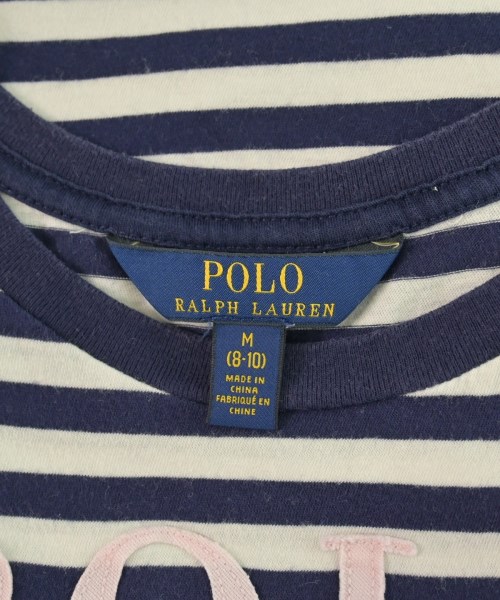 POLO
RALPH LAUREN
M
(8-10)
MADE IN
CHINA
FABRIQUÉ EN
CHINE